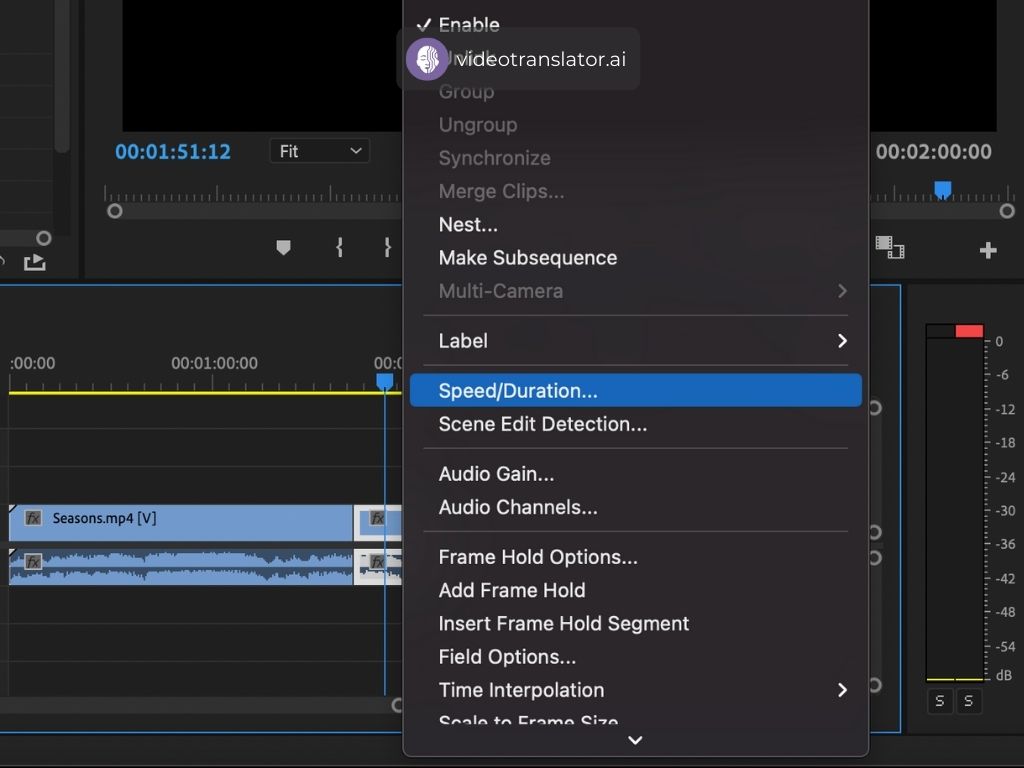 Enable
Unlink
videotranslator.ai
Group
Ungroup
Synchronize
Merge Clips...
Nest...
Make Subsequence
Multi-Camera
Label
Speed/Duration...
Scene Edit Detection...
Audio Gain...
Audio Channels...
Frame Hold Options...
Add Frame Hold
Insert Frame Hold Segment
Field Options...
Time Interpolation
Scale to Frame Size
00:01:51:12
Fit
00:02:00:00
:00:00
00:01:00:00
00:0
fx
Seasons.mp4 [V]
fx
fx
fx
0
-6
-12
-18
-24
-30
-36
-42
-48
-54
dB
S
S